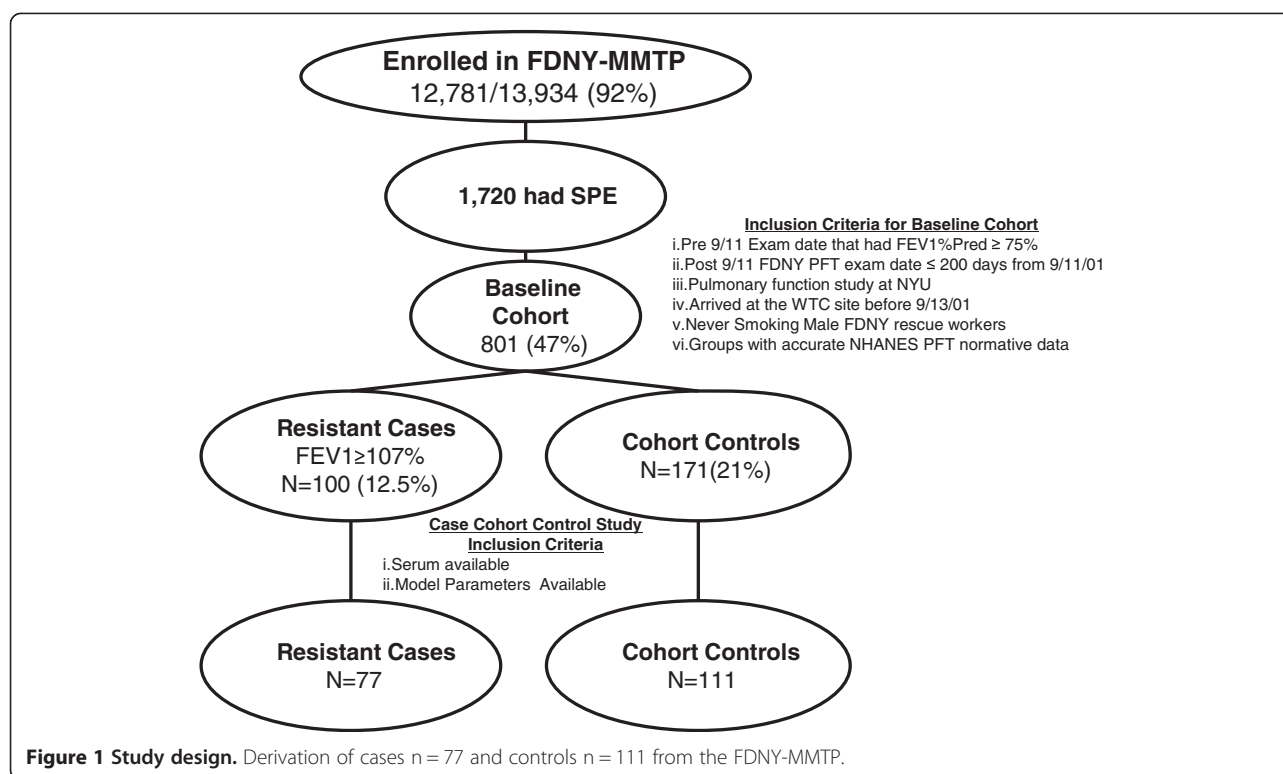 Enrolled in FDNY-MMTP
12,781/13,934 (92%)
1,720 had SPE
Inclusion Criteria for Baseline Cohort
i.Pre 9/11 Exam date that had FEV1%Pred ≥ 75%
ii.Post 9/11 FDNY PFT exam date ≤ 200 days from 9/11/01
iii.Pulmonary function study at NYU
iv.Arrived at the WTC site before 9/13/01
v.Never Smoking Male FDNY rescue workers
vi.Groups with accurate NHANES PFT normative data
Baseline
Cohort
801 (47%)
Resistant Cases
FEV1≥107%
N=100 (12.5%)
Cohort Controls
N=171(21%)
Case Cohort Control Study
Inclusion Criteria
i.Serum available
ii.Model Parameters Available
Resistant Cases
N=77
Cohort Controls
N=111
Figure 1 Study design. Derivation of cases n = 77 and controls n = 111 from the FDNY-MMTP.